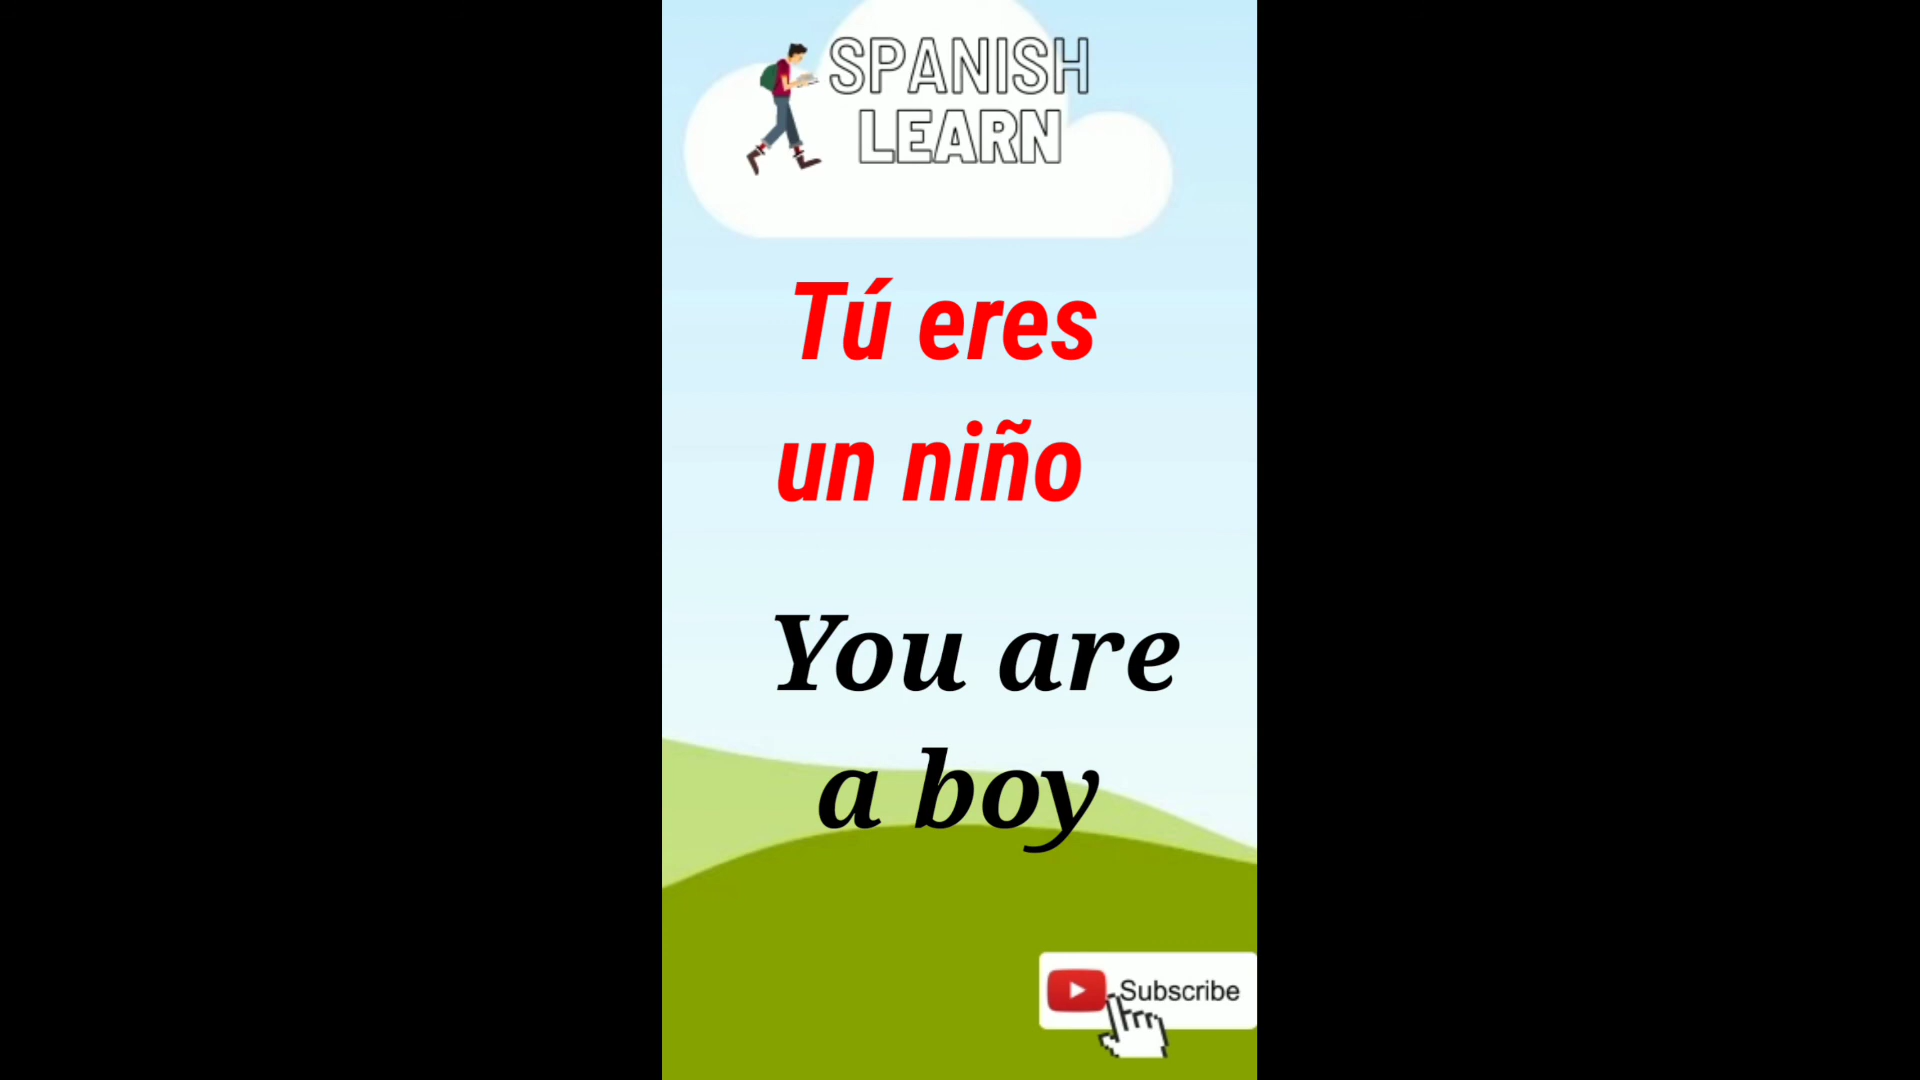 SPANISH
LEARN
Tú eres
un niño
You are
a boy
Subscribe